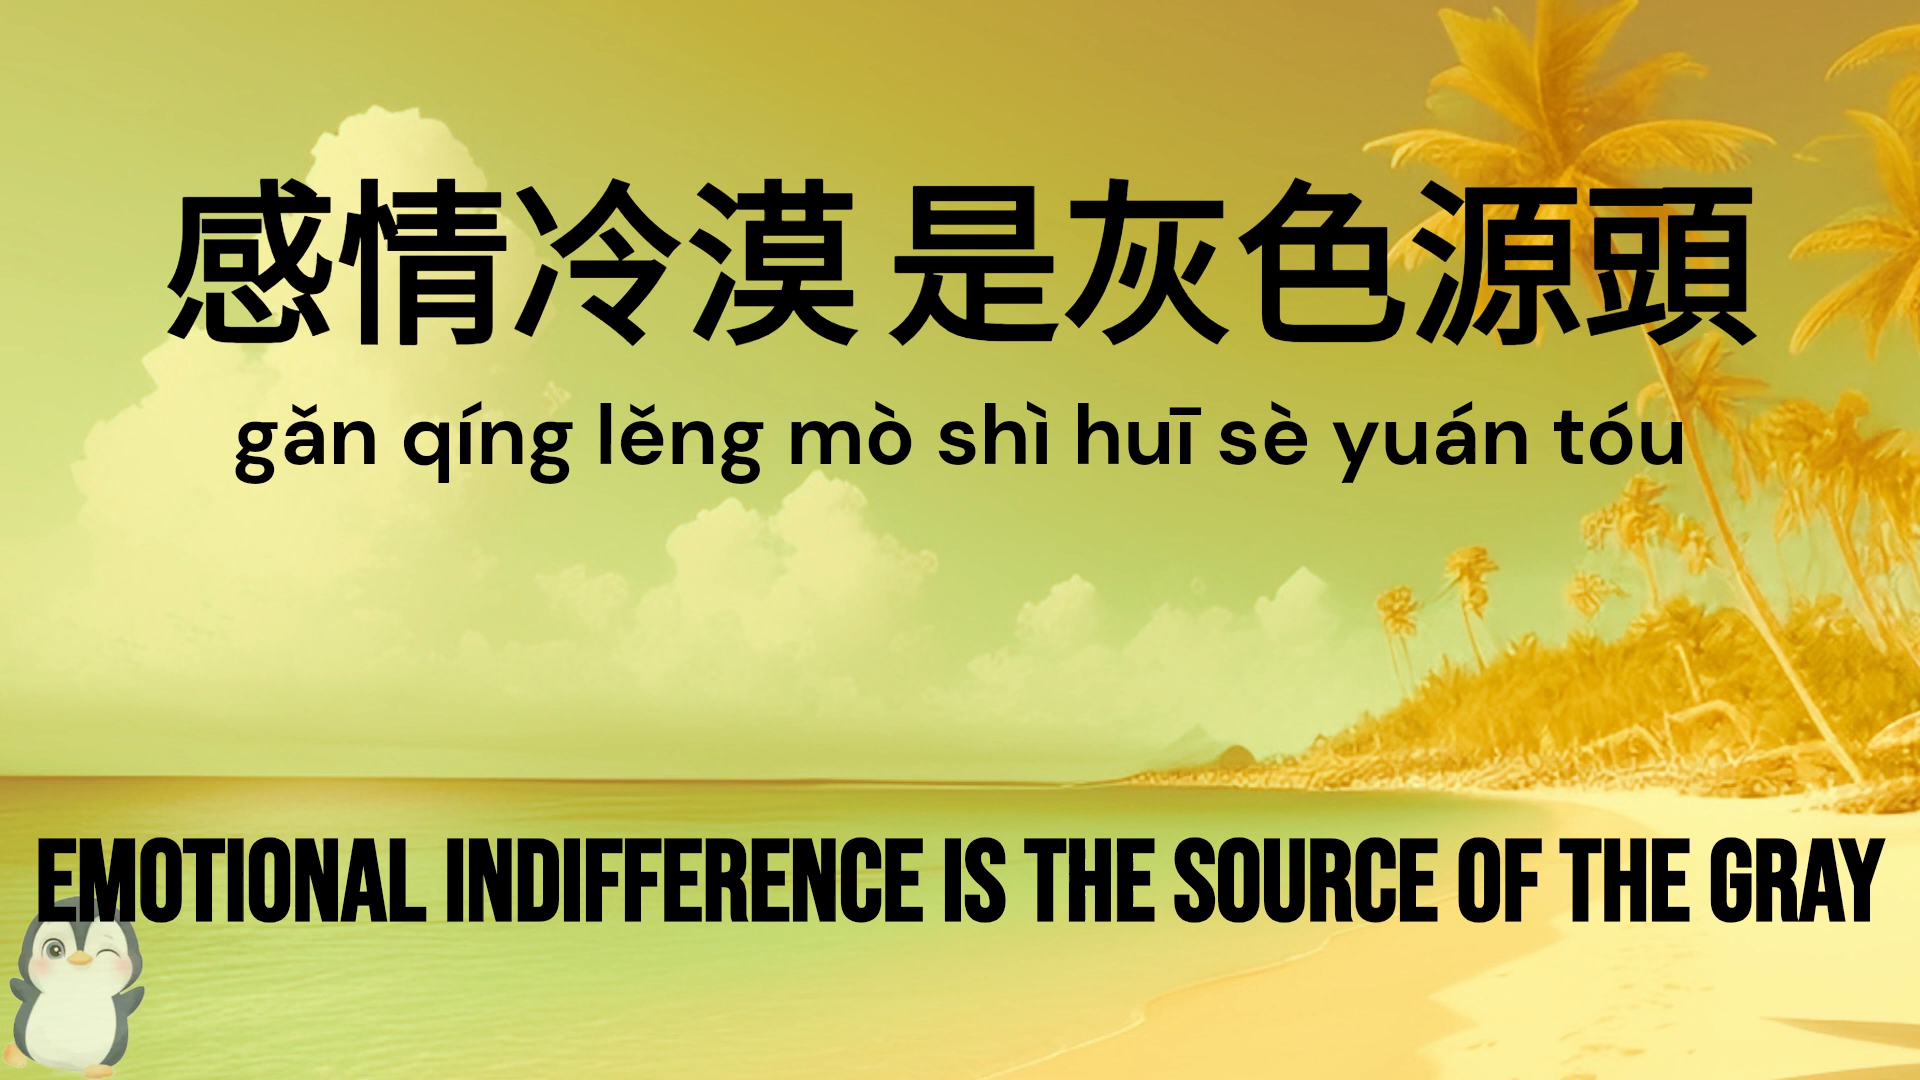 感情冷漠 是灰色源頭
gǎn qíng lěng mò shì huī sè yuán tóu
EMOTIONAL INDIFFERENCE IS THE SOURCE OF THE GRAY